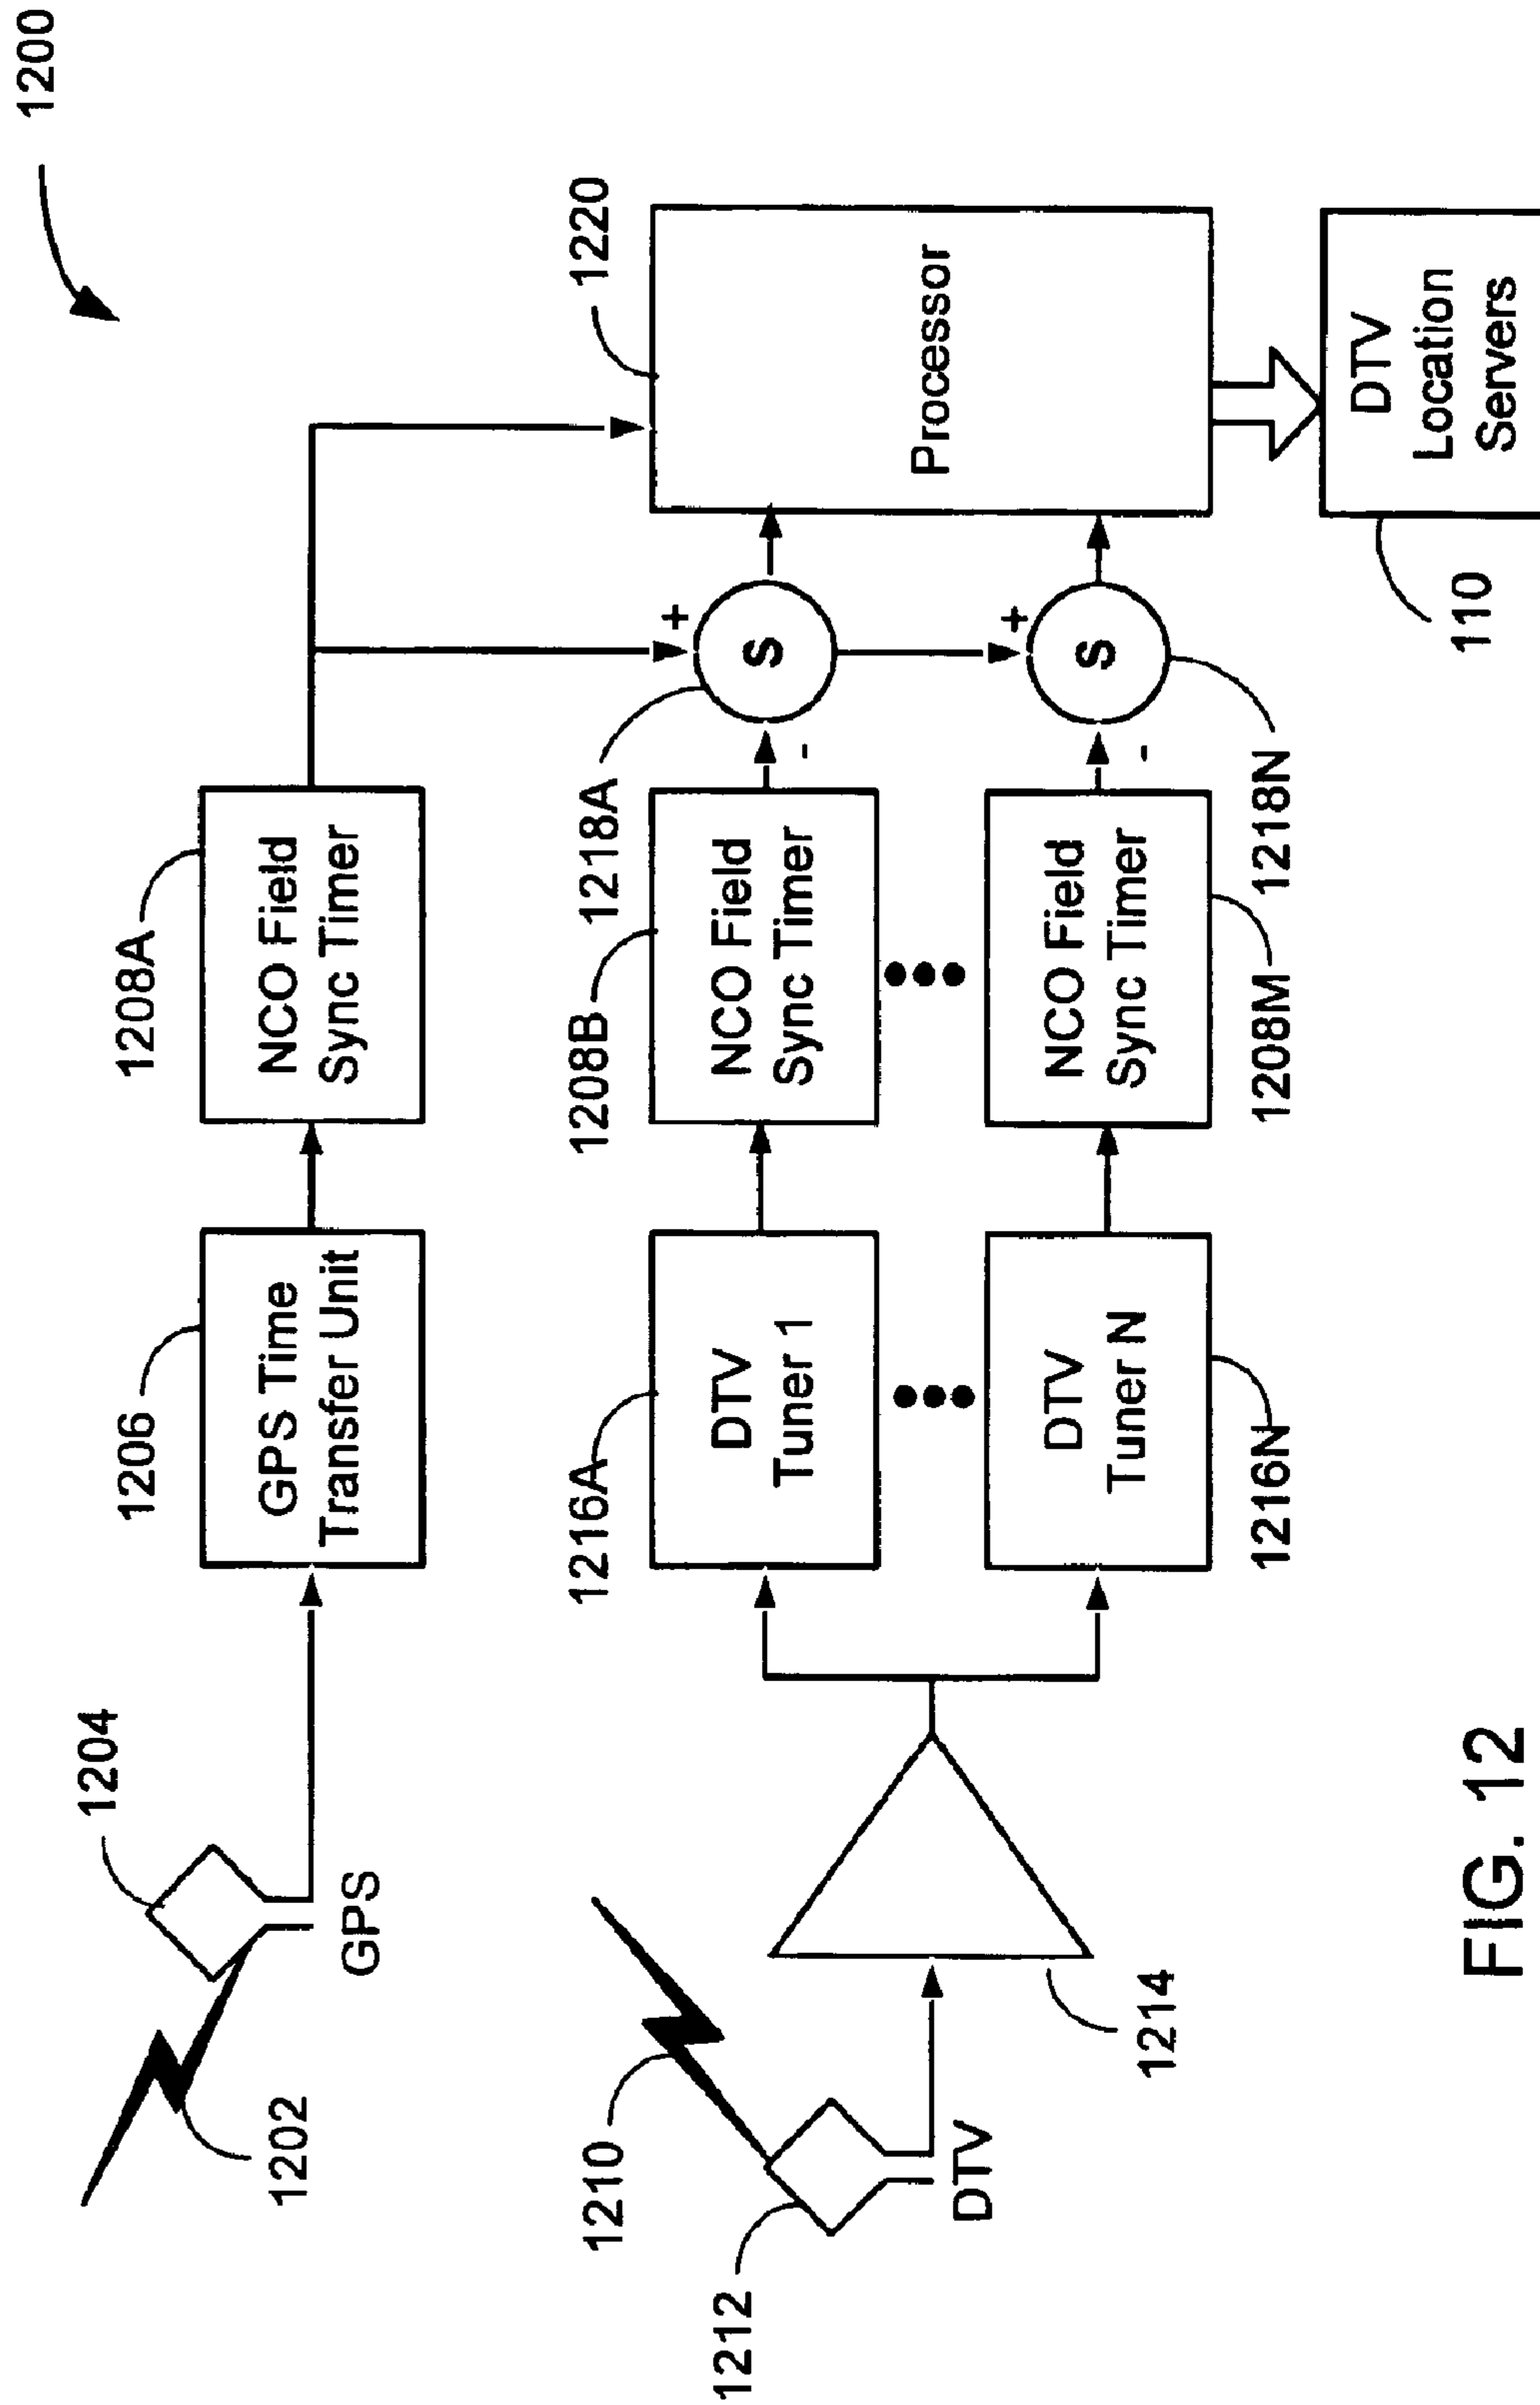 1200
1204
1202
GPS
1206
GPS Time
Transfer Unit
1208A
NCO Field
Sync Timer
1210
1212
DTV
1214
1216A
DTV
Tuner 1
1208B
NCO Field
Sync Timer
1218A
+
S
-
1220
Processor
DTV
Tuner N
1216N
NCO Field
Sync Timer
1208M
+
S
-
1218N
110
DTV
Location
Servers
FIG. 12